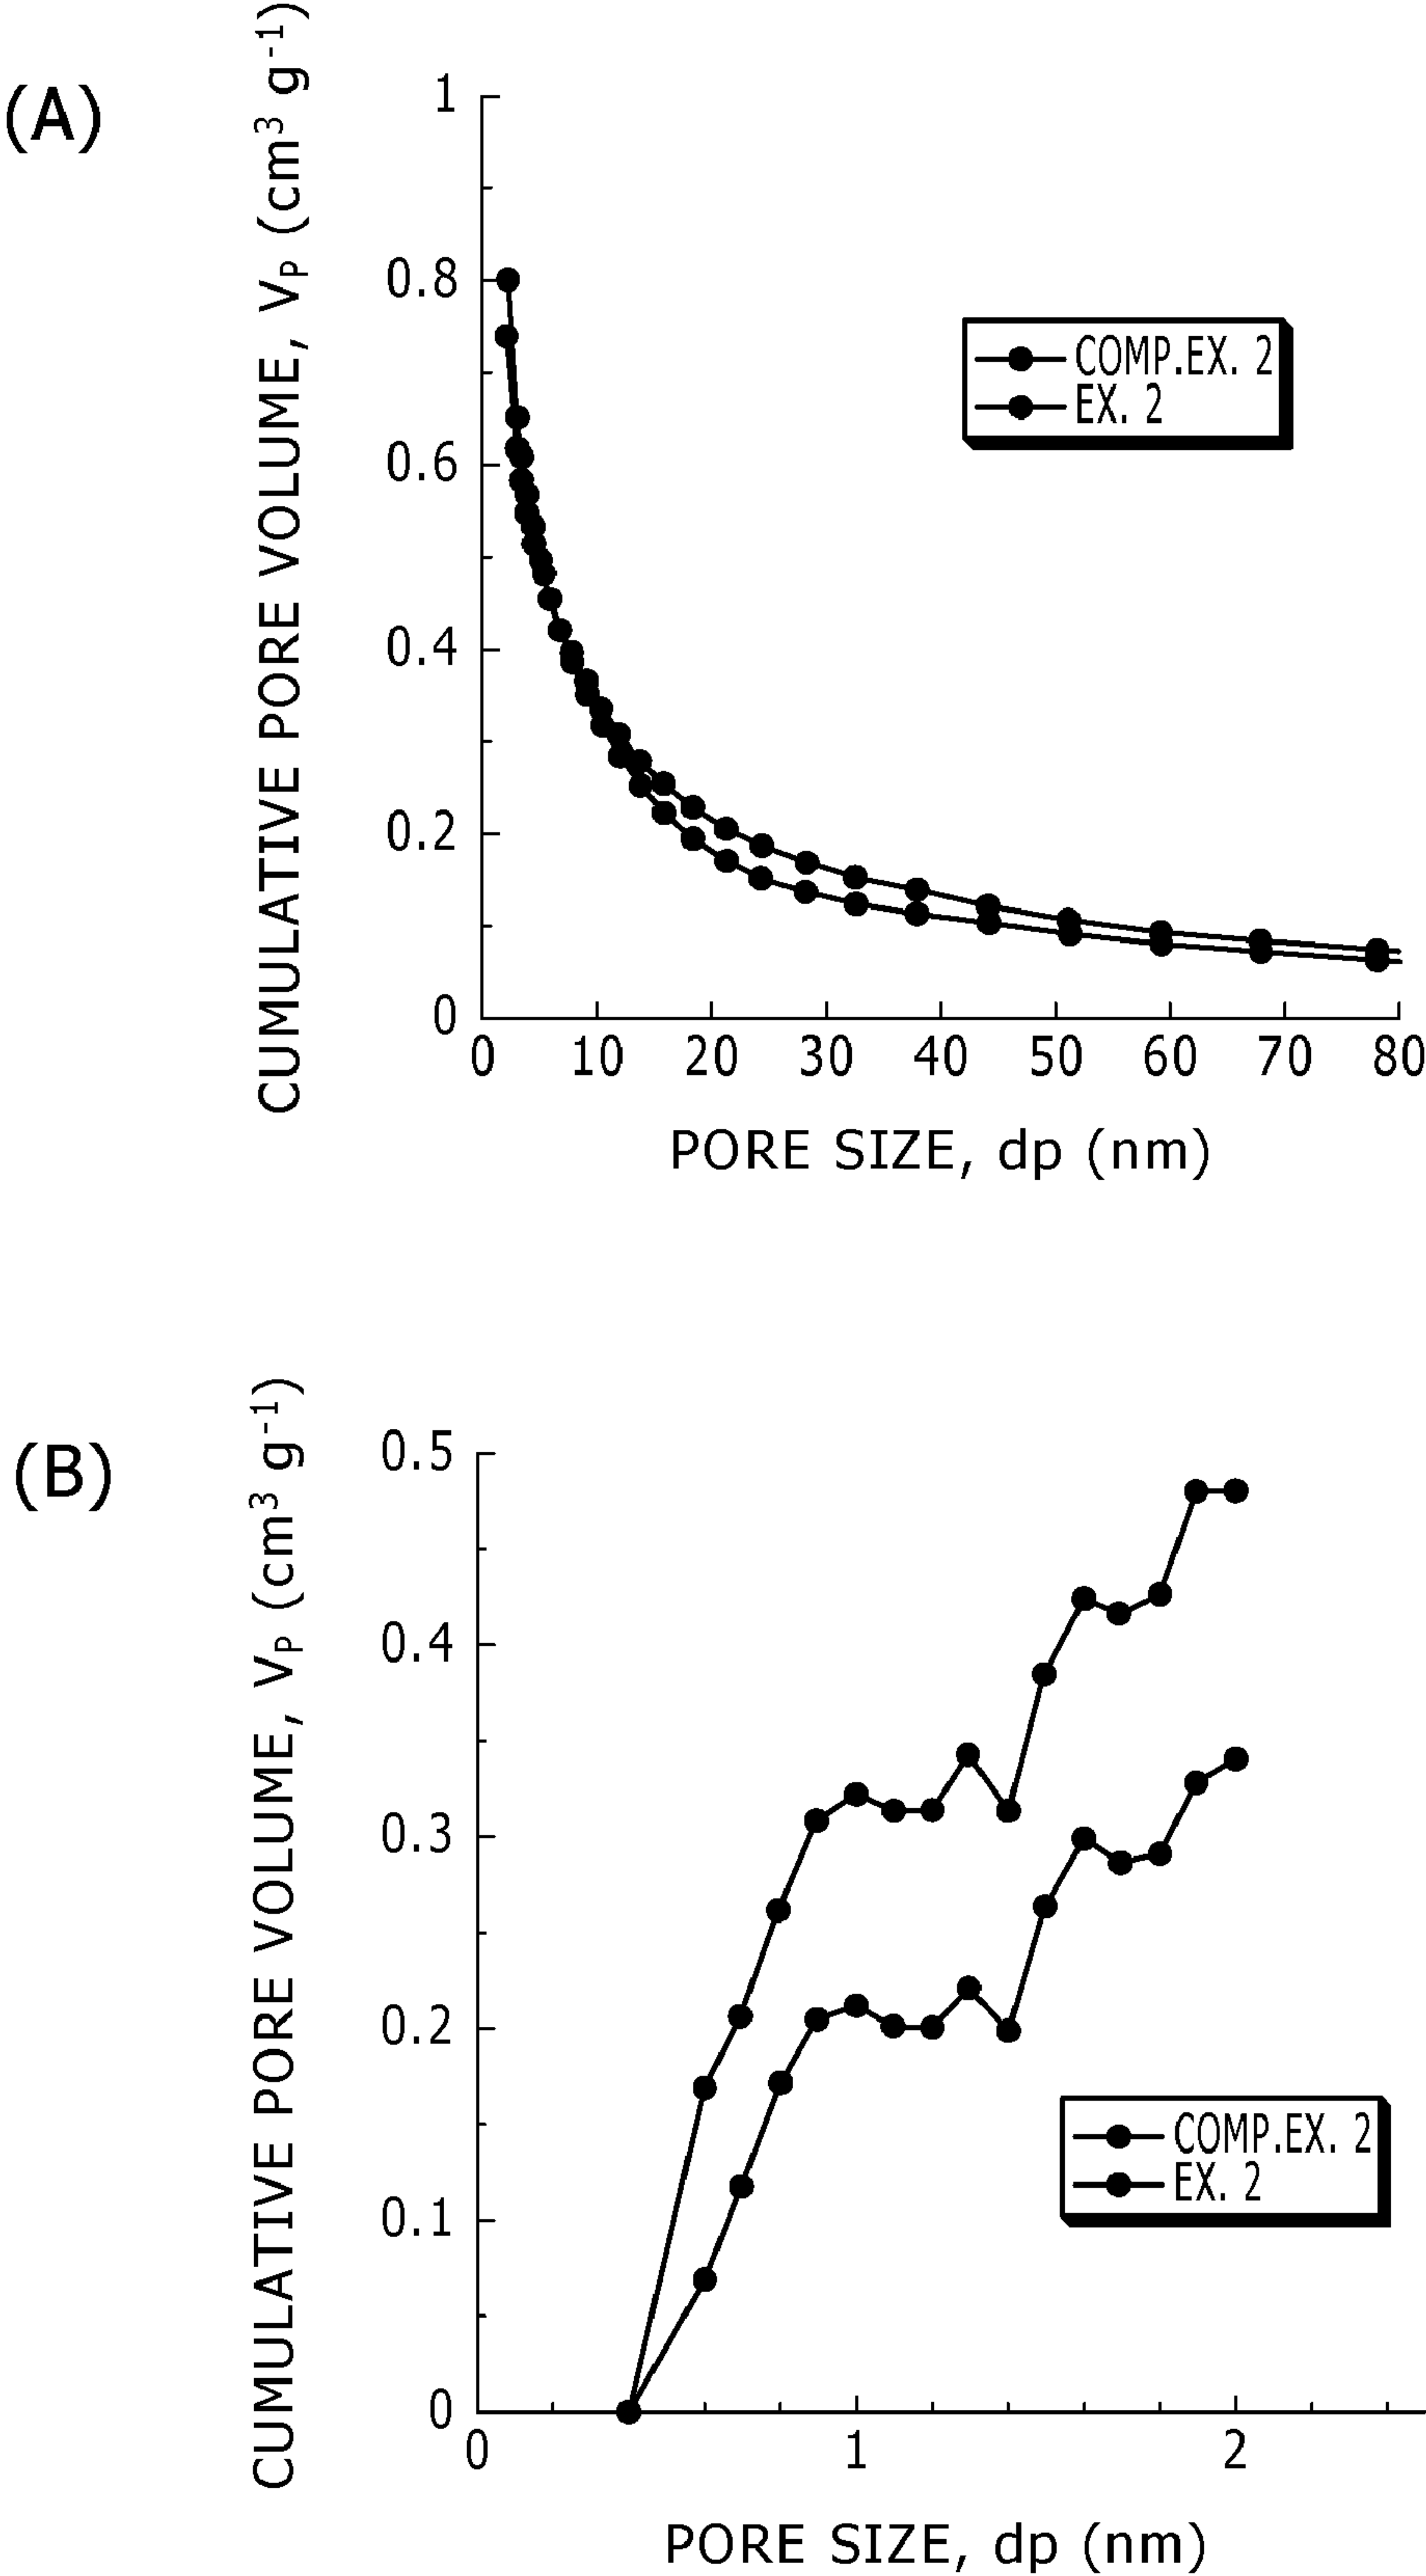 (A)
CUMULATIVE PORE VOLUME, VP (cm3 g-1)
1
0.8
0.6
0.4
0.2
0
COMP.EX. 2
EX. 2
0 10 20 30 40 50 60 70 80
PORE SIZE, dp (nm)
(B)
CUMULATIVE PORE VOLUME, VP (cm3 g-1)
0.5
0.4
0.3
0.2
0.1
0
COMP.EX. 2
EX. 2
0 1 2
PORE SIZE, dp (nm)